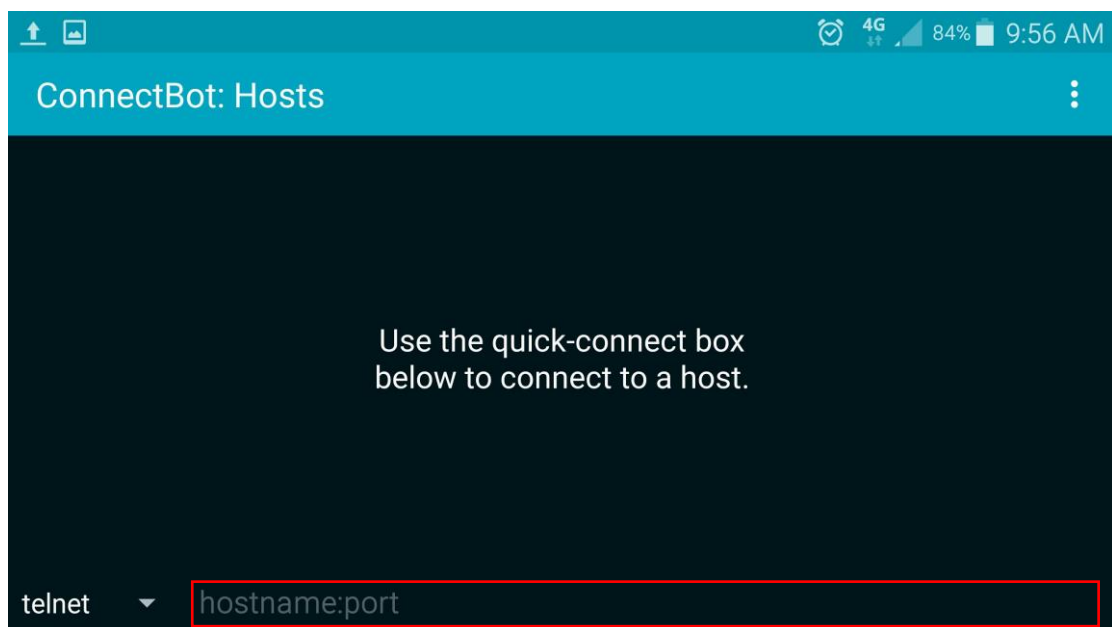 4G 84% 9:56 AM
ConnectBot: Hosts
Use the quick-connect box
below to connect to a host.
telnet hostname:port